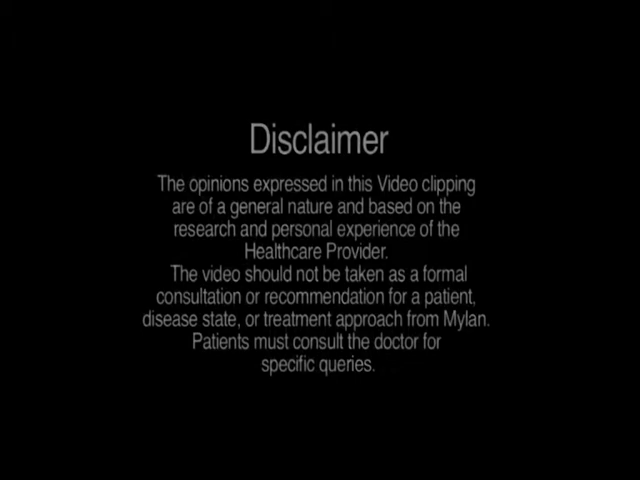 Disclaimer
The opinions expressed in this Video clipping
are of a general nature and based on the
research and personal experience of the
Healthcare Provider.
The video should not be taken as a formal
consultation or recommendation for a patient,
disease state, or treatment approach from Mylan.
Patients must consult the doctor for
specific queries.